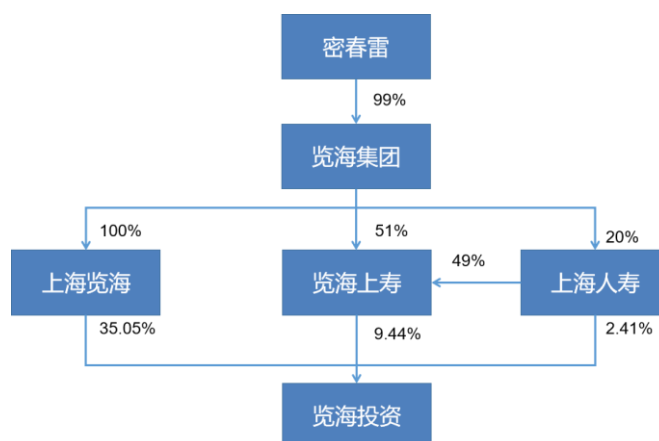 密春雷
99%
览海集团
100%
51%
20%
上海览海
览海上寿
49%
上海人寿
35.05%
9.44%
2.41%
览海投资